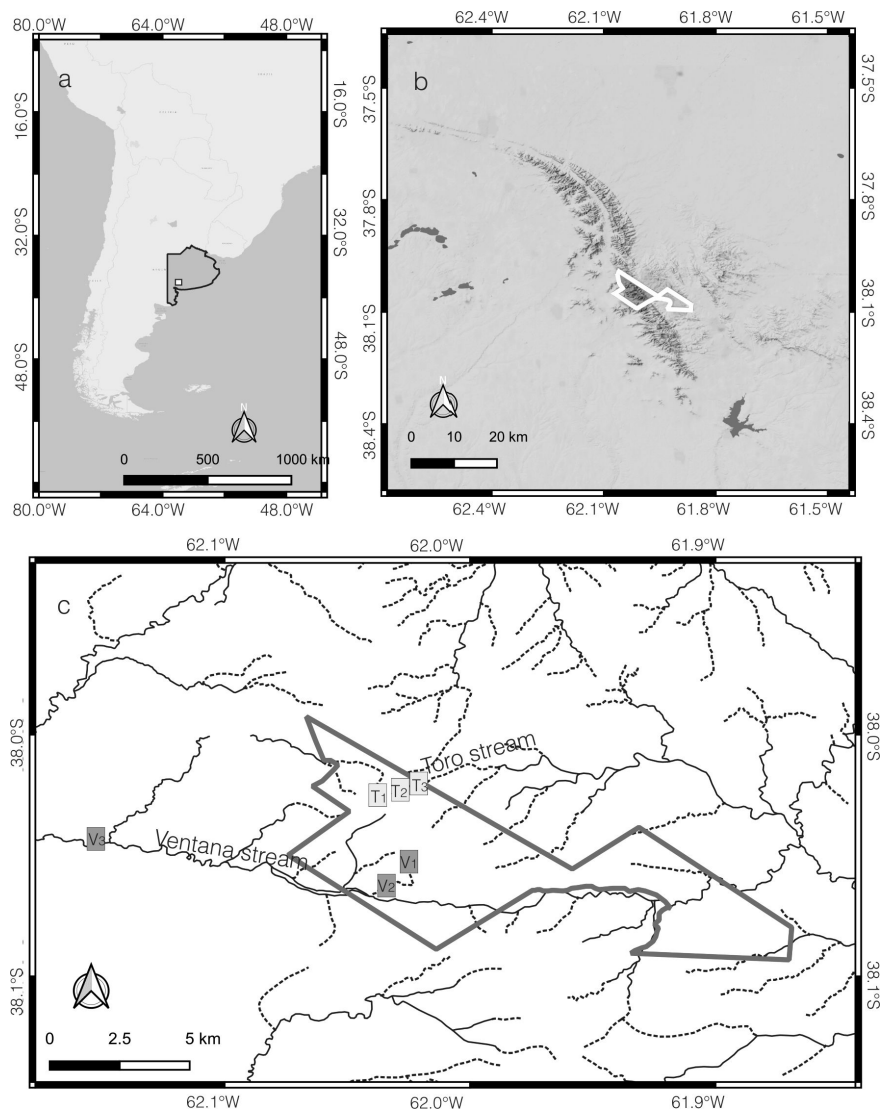 80.0°W 64.0°W 48.0°W
a
16.0°S 16.0°S
32.0°S 32.0°S
48.0°S 48.0°S
N
0 500 1000 km
80.0°W 64.0°W 48.0°W
62.4°W 62.1°W 61.8°W 61.5°W
b
37.5°S 37.5°S
37.8°S 37.8°S
38.1°S 38.1°S
38.4°S 38.4°S
N
0 10 20 km
62.4°W 62.1°W 61.8°W 61.5°W
62.1°W 62.0°W 61.9°W
c
38.0°S 38.0°S
Toro stream
T1 T2 T3
V3
Ventana stream
V1
V2
38.1°S 38.1°S
0 2.5 5 km
62.1°W 62.0°W 61.9°W